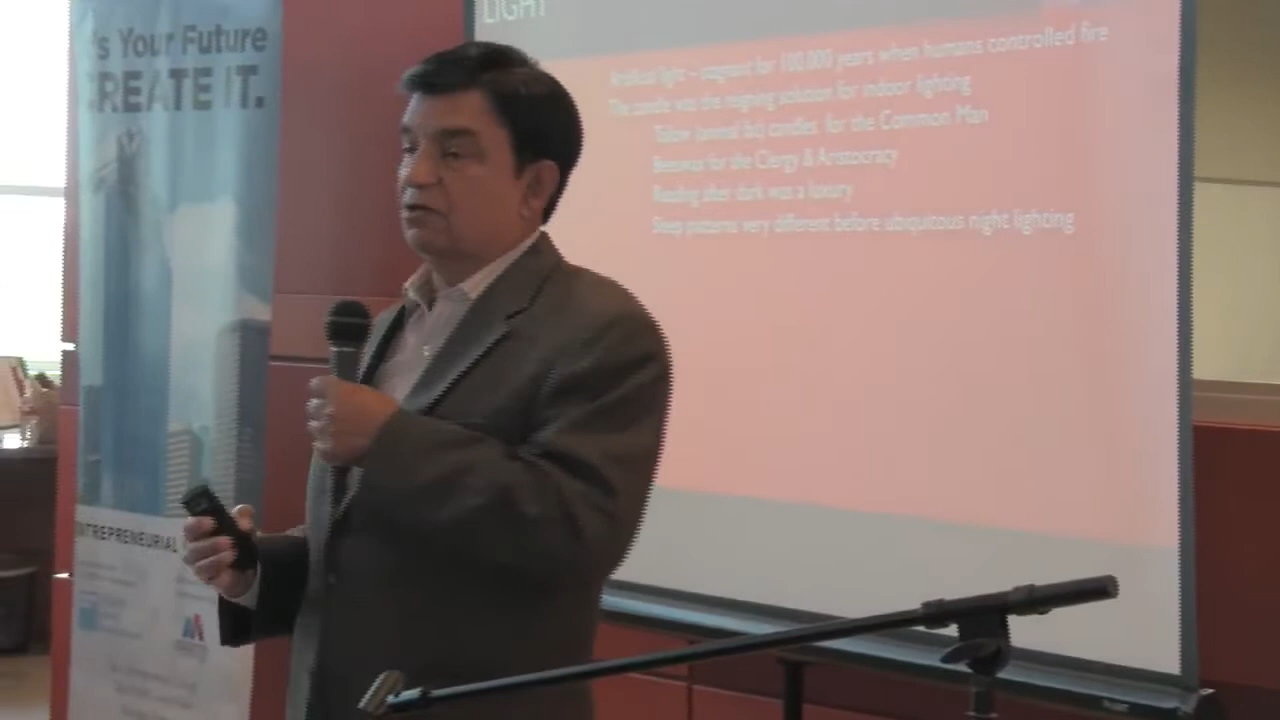 's Your Future
CREATE IT.
NTREPRENEURIAL
LIGHT
Artificial light – stagnant for 100,000 years when humans controlled fire
The candle was the reigning solution for indoor lighting
Tallow (animal fat) candles for the Common Man
Beeswax for the Clergy & Aristocracy
Reading after dark was a luxury
Sleep patterns very different before ubiquitous night lighting